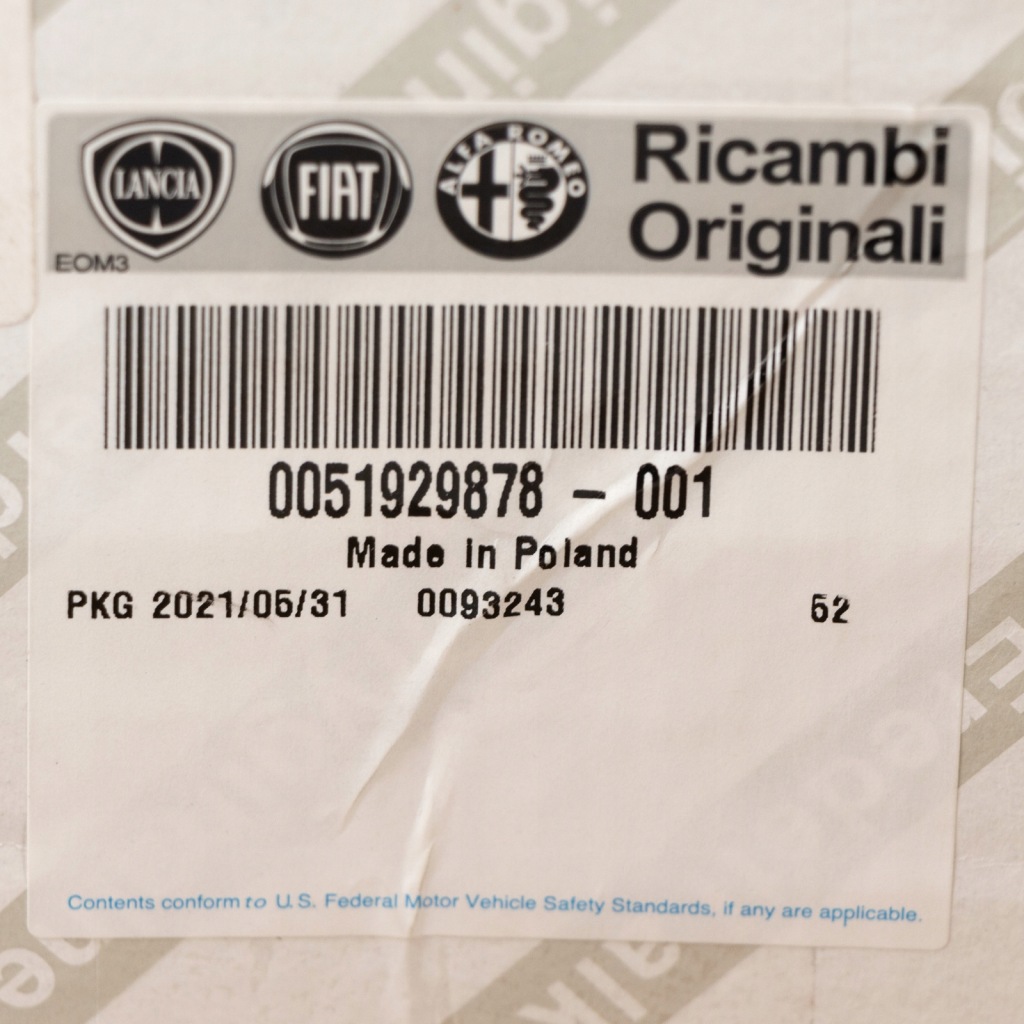 LANCIA FIAT ALFA ROMEO Ricambi
Originali
EOM3
0051929878 - 001
Made in Poland
PKG 2021/05/31 0093243 52
Contents conform to U.S. Federal Motor Vehicle Safety Standards, if any are applicable.